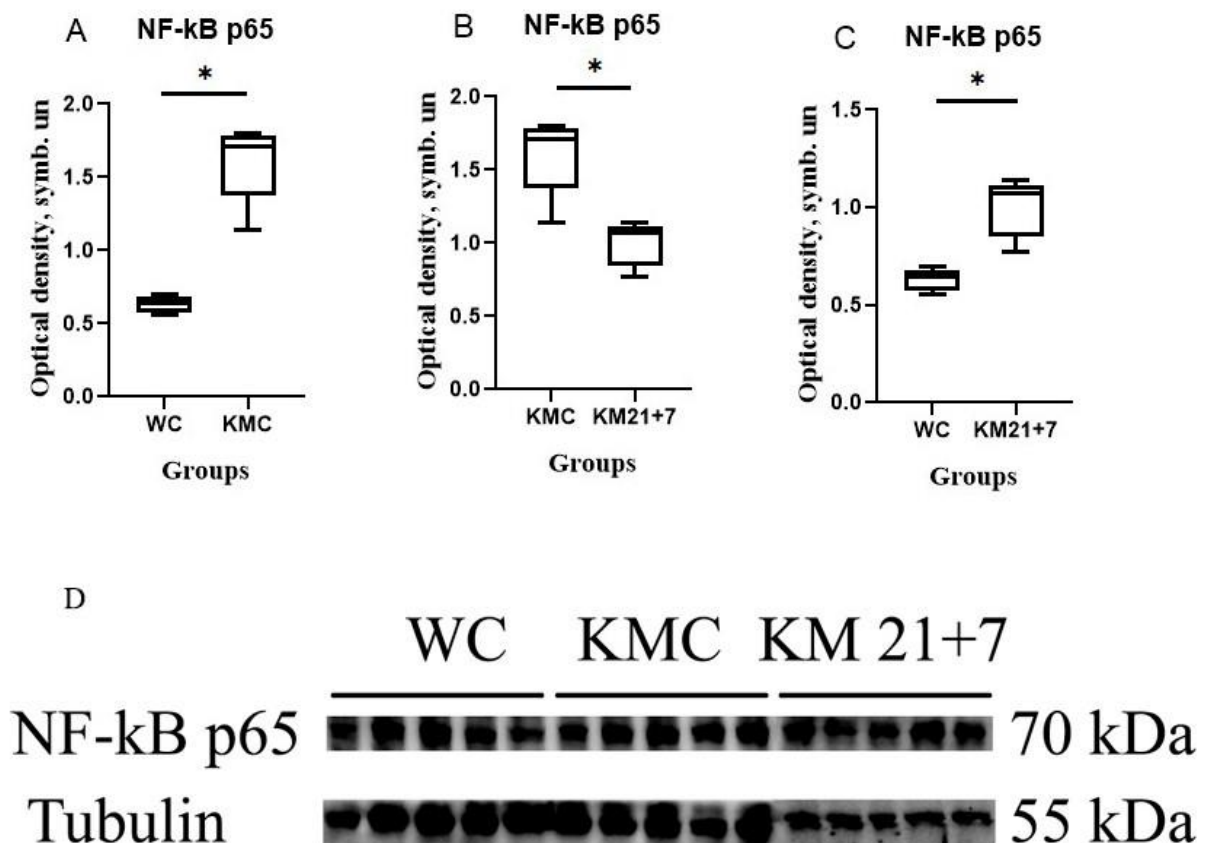 A
NF-kB p65
*
Optical density, symb. un
2.0
1.5
1.0
0.5
0.0
WC KMC
Groups
B
NF-kB p65
*
Optical density, symb. un
2.0
1.5
1.0
0.5
0.0
KMC KM21+7
Groups
C
NF-kB p65
*
Optical density, symb. un
1.5
1.0
0.5
0.0
WC KM21+7
Groups
D
WC KMC KM 21+7
NF-kB p65 70 kDa
Tubulin 55 kDa